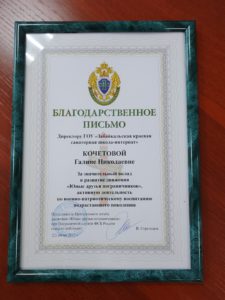 БЛАГОДАРСТВЕННОЕ
ПИСЬМО
Директору ГОУ «Забайкальская краевая
санаторная школа-интернат»
КОЧЕТОВОЙ
Галине Николаевне
За значительный вклад
в развитие движения
«Юные друзья пограничников»,
активную деятельность
по военно-патриотическому воспитанию
подрастающего поколения